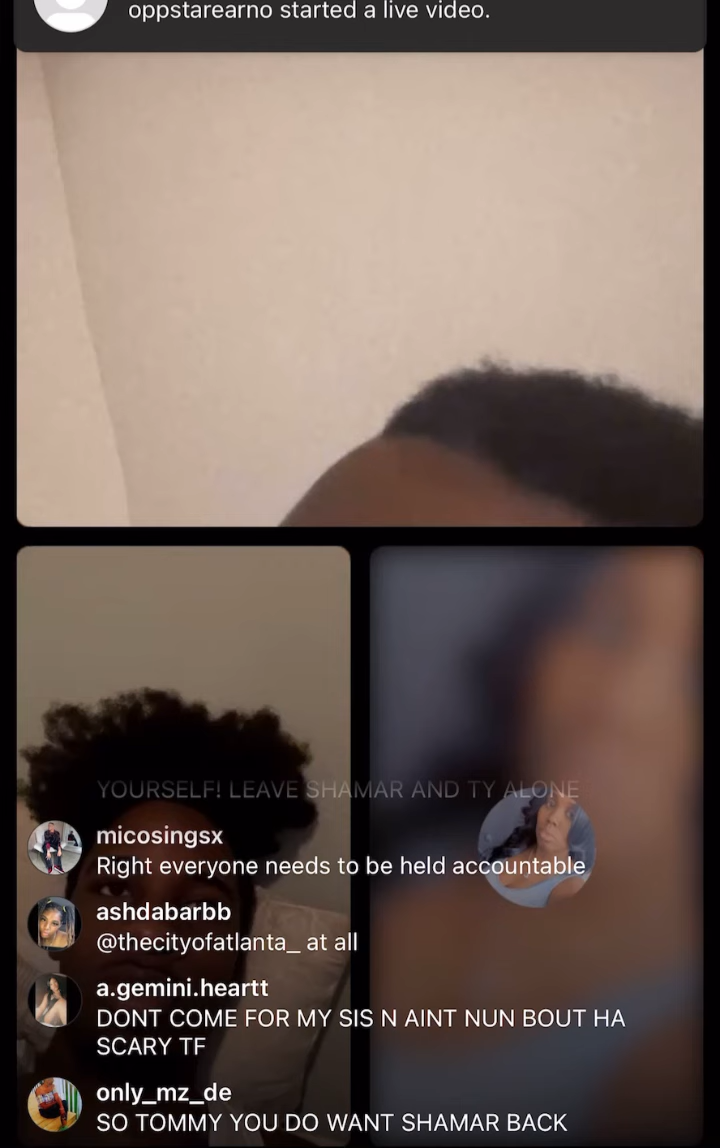 oppstarearno started a live video.
YOURSELF! LEAVE SHAMAR AND TY ALONE
micosingsx
Right everyone needs to be held accountable
ashdabarbb
@thecityofatlanta_ at all
a.gemini.heartt
DONT COME FOR MY SIS N AINT NUN BOUT HA
SCARY TF
only_mz_de
SO TOMMY YOU DO WANT SHAMAR BACK